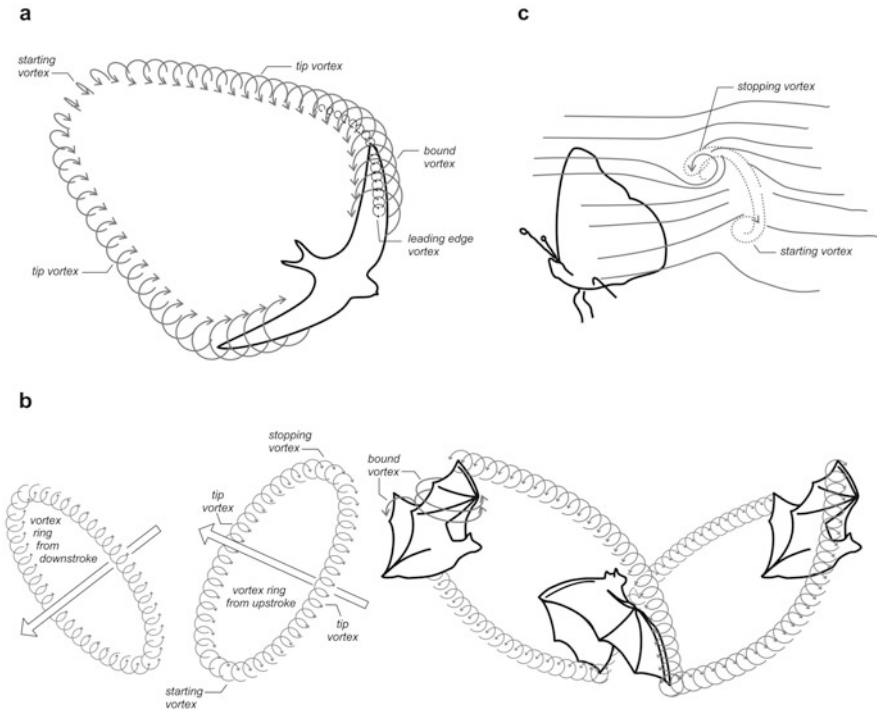 a
starting
vortex
tip vortex
bound
vortex
leading edge
vortex
tip vortex
c
stopping vortex
starting vortex
b
vortex
ring
from
downstroke
stopping
vortex
tip
vortex
vortex ring
from upstroke
tip
vortex
starting
vortex
bound
vortex